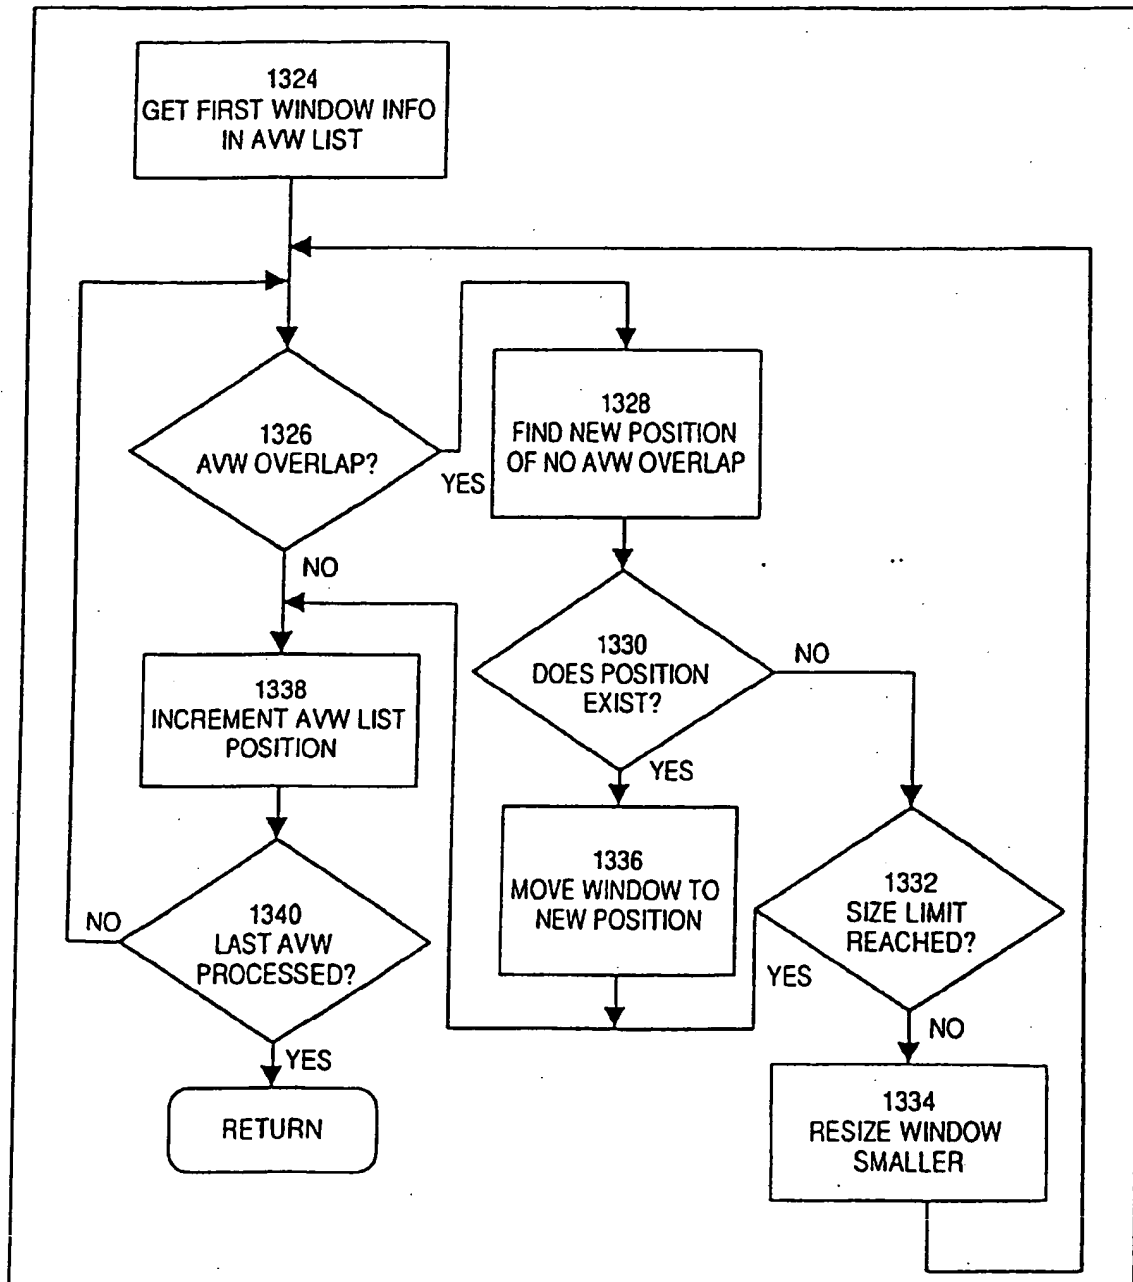 1324
GET FIRST WINDOW INFO
IN AVW LIST
1326
AVW OVERLAP?
YES
NO
1328
FIND NEW POSITION
OF NO AVW OVERLAP
1330
DOES POSITION
EXIST?
NO
YES
1338
INCREMENT AVW LIST
POSITION
1336
MOVE WINDOW TO
NEW POSITION
1332
SIZE LIMIT
REACHED?
YES
NO
1340
LAST AVW
PROCESSED?
NO
YES
RETURN
1334
RESIZE WINDOW
SMALLER